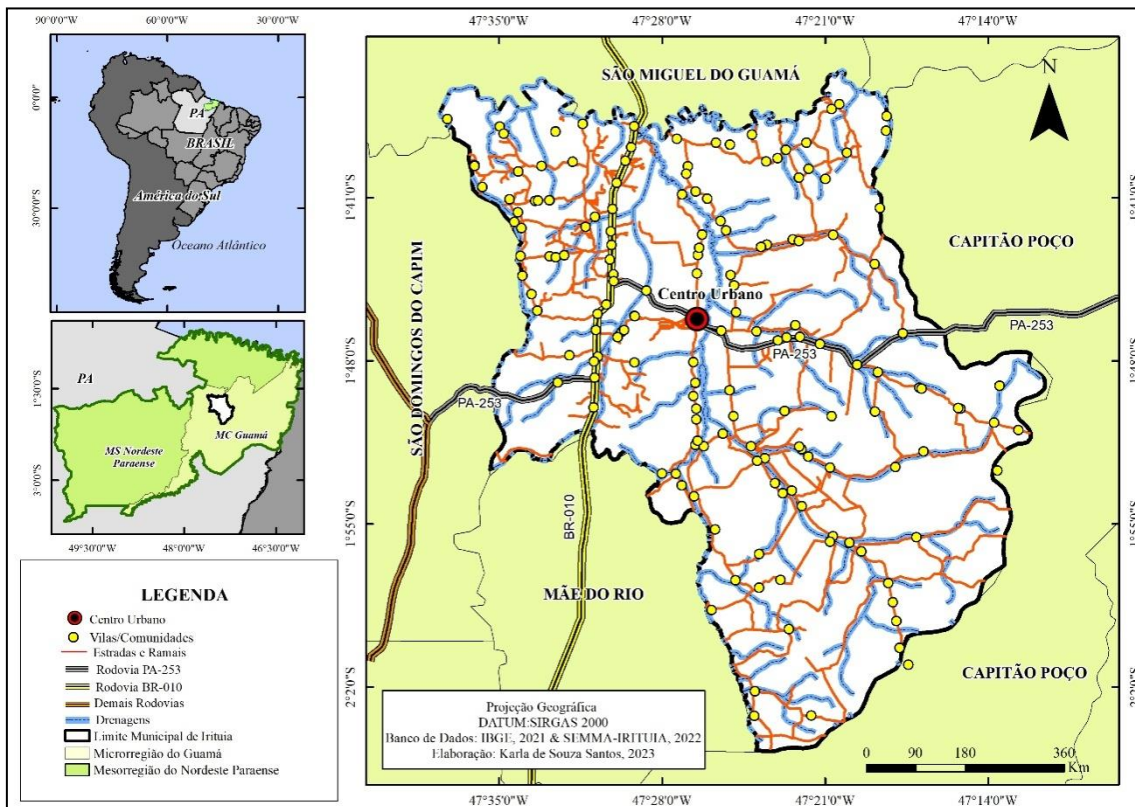 90°0'0"W
60°0'0"W
30°0'0"W
0°0'0"
30°0'0"S
PA
BRASIL
América do Sul
Oceano Atlântico
1°30'0"S
3°0'0"S
PA
MC Guamá
MS Nordeste
Paraense
49°30'0"W
48°0'0"W
46°30'0"W
LEGENDA
Centro Urbano
Vilas/Comunidades
Estradas e Ramais
Rodovia PA-253
Rodovia BR-010
Demais Rodovias
Drenagens
Limite Municipal de Irituia
Microrregião do Guamá
Mesorregião do Nordeste Paraense
47°35'0"W
47°28'0"W
47°21'0"W
47°14'0"W
SÃO MIGUEL DO GUAMÁ
N
1°41'0"S
1°41'0"S
CAPITÃO POÇO
SÃO DOMINGOS DO CAPIM
Centro Urbano
PA-253
PA-253
1°48'0"S
1°48'0"S
PA-253
BR-010
1°55'0"S
1°55'0"S
MÃE DO RIO
CAPITÃO POÇO
2°2'0"S
2°2'0"S
Projeção Geográfica
DATUM:SIRGAS 2000
Banco de Dados: IBGE, 2021 & SEMMA-IRITUIA, 2022
Elaboração: Karla de Souza Santos, 2023
0 90 180 360
Km
47°35'0"W
47°28'0"W
47°21'0"W
47°14'0"W